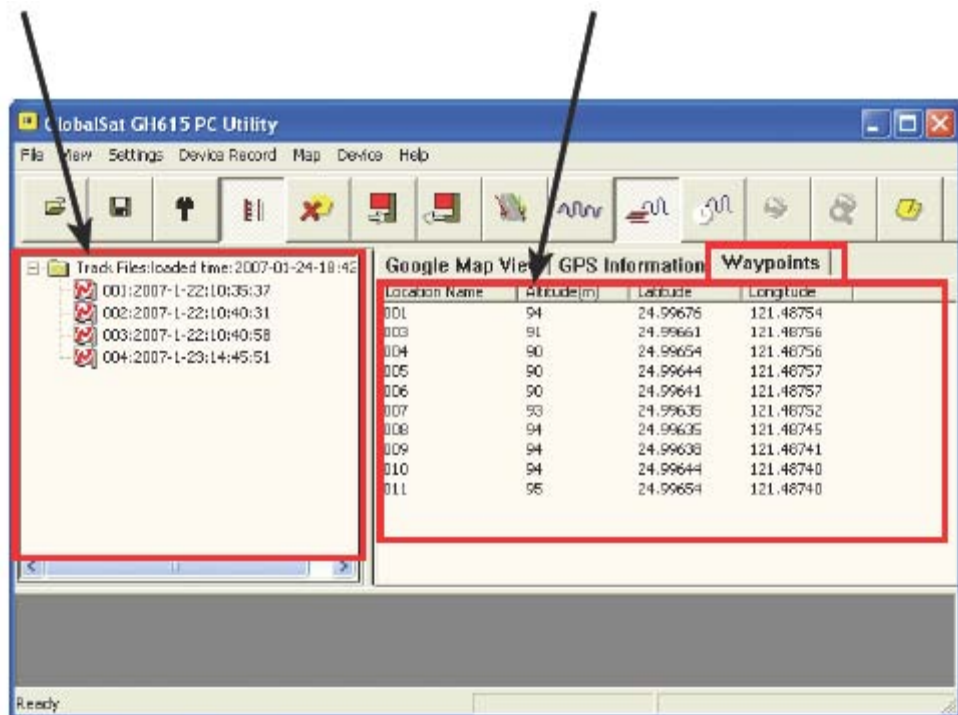 GlobalSat GH615 PC Utility
File View Settings Device Record Map Device Help
Track Files:loaded time:2007-01-24-18:42
001:2007-1-22:10:35:37
002:2007-1-22:10:40:31
003:2007-1-22:10:40:58
004:2007-1-23:14:45:51
Google Map View GPS Information Waypoints
Location Name Altitude(m) Latitude Longitude
001 94 24.99676 121.48754
003 91 24.99661 121.48756
004 90 24.99654 121.48756
005 90 24.99644 121.48757
006 90 24.99641 121.48757
007 93 24.99635 121.48752
008 94 24.99635 121.48745
009 94 24.99638 121.48741
010 94 24.99644 121.48740
011 95 24.99654 121.48740
Ready